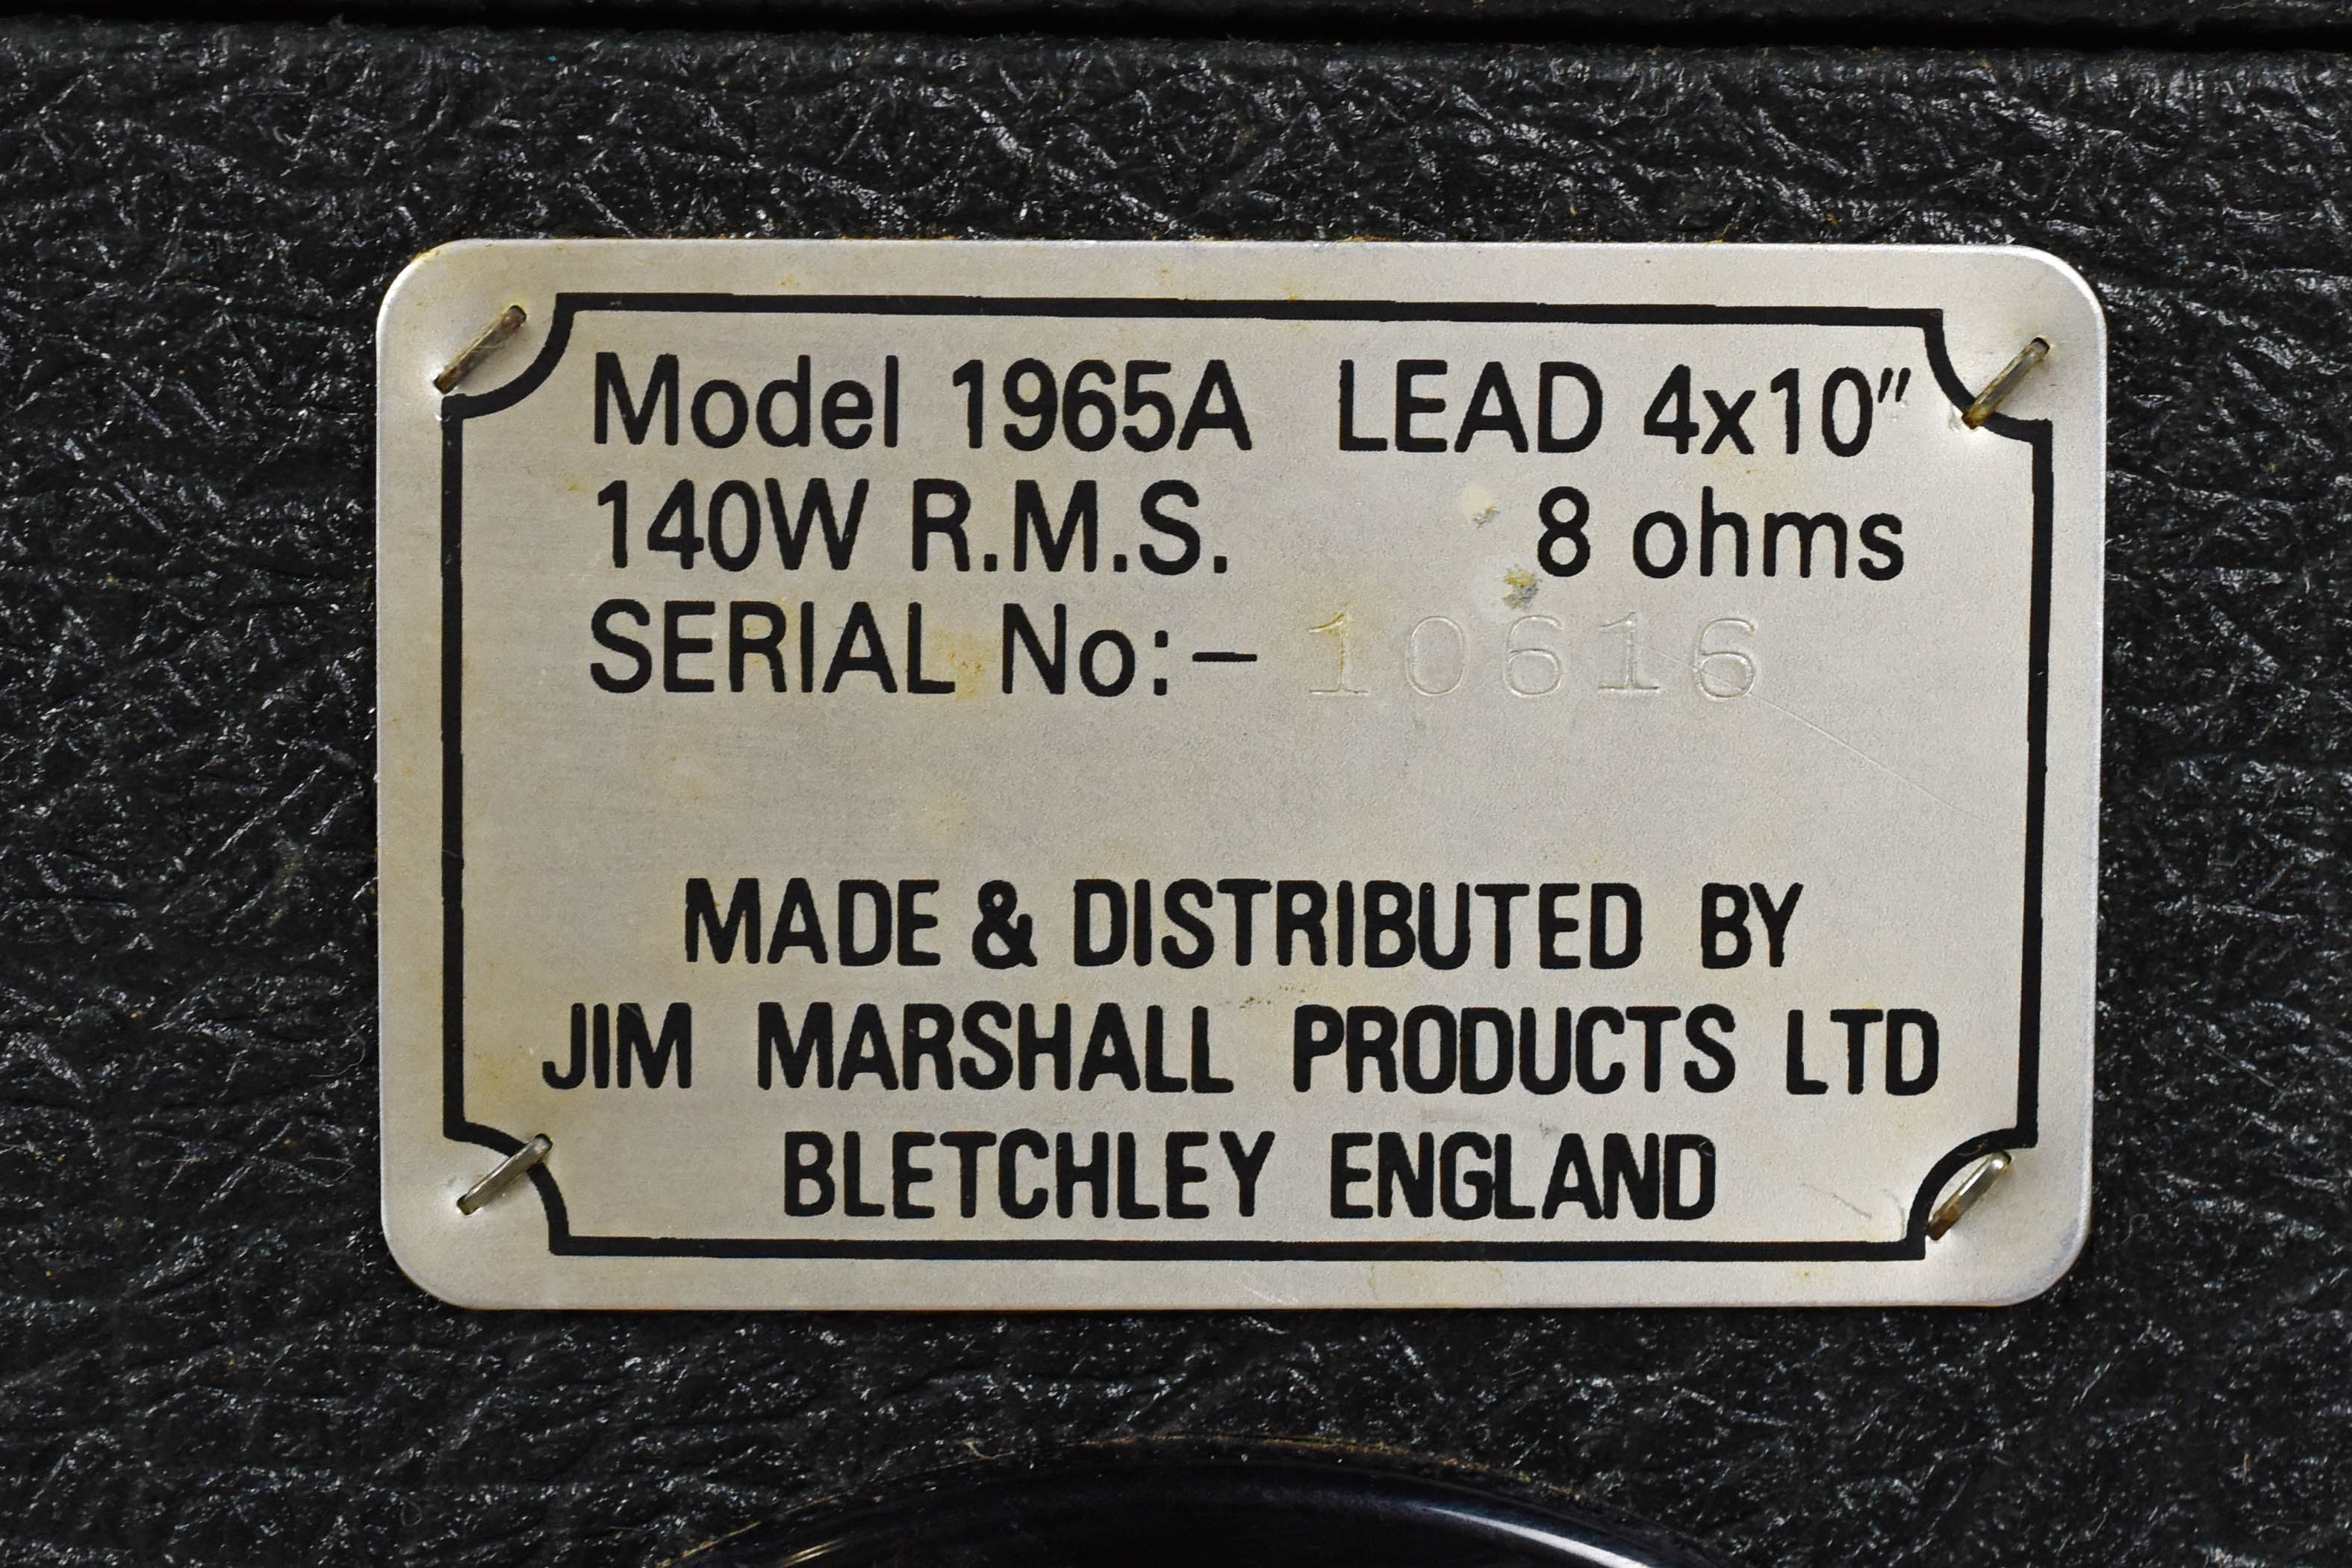 Model 1965A LEAD 4x10"
140W R.M.S. 8 ohms
SERIAL No:- 10616
MADE & DISTRIBUTED BY
JIM MARSHALL PRODUCTS LTD
BLETCHLEY ENGLAND